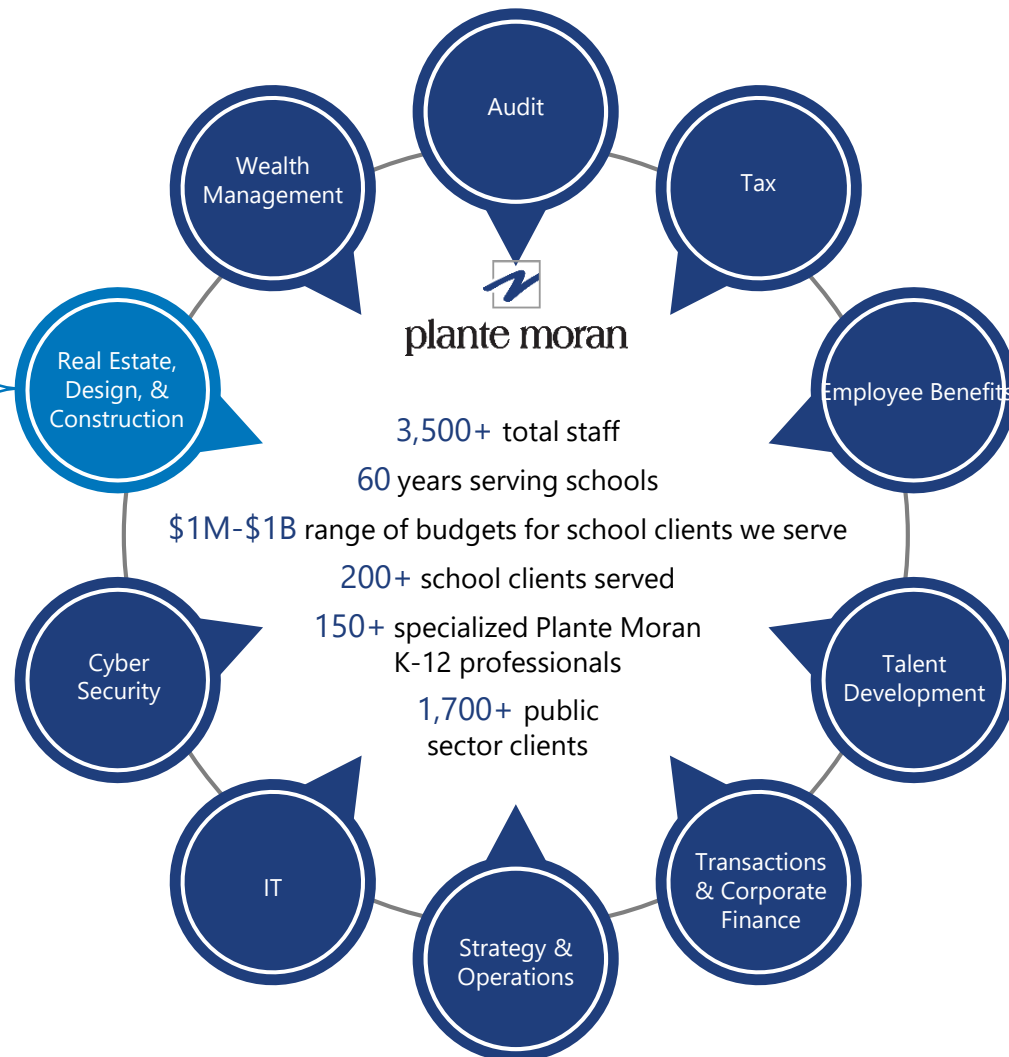 Audit
Wealth
Management
Tax
plante moran
Real Estate,
Design, &
Construction
Employee Benefits
3,500+ total staff
60 years serving schools
$1M-$1B range of budgets for school clients we serve
200+ school clients served
150+ specialized Plante Moran
K-12 professionals
1,700+ public
sector clients
Cyber
Security
Talent
Development
IT
Transactions
& Corporate
Finance
Strategy &
Operations